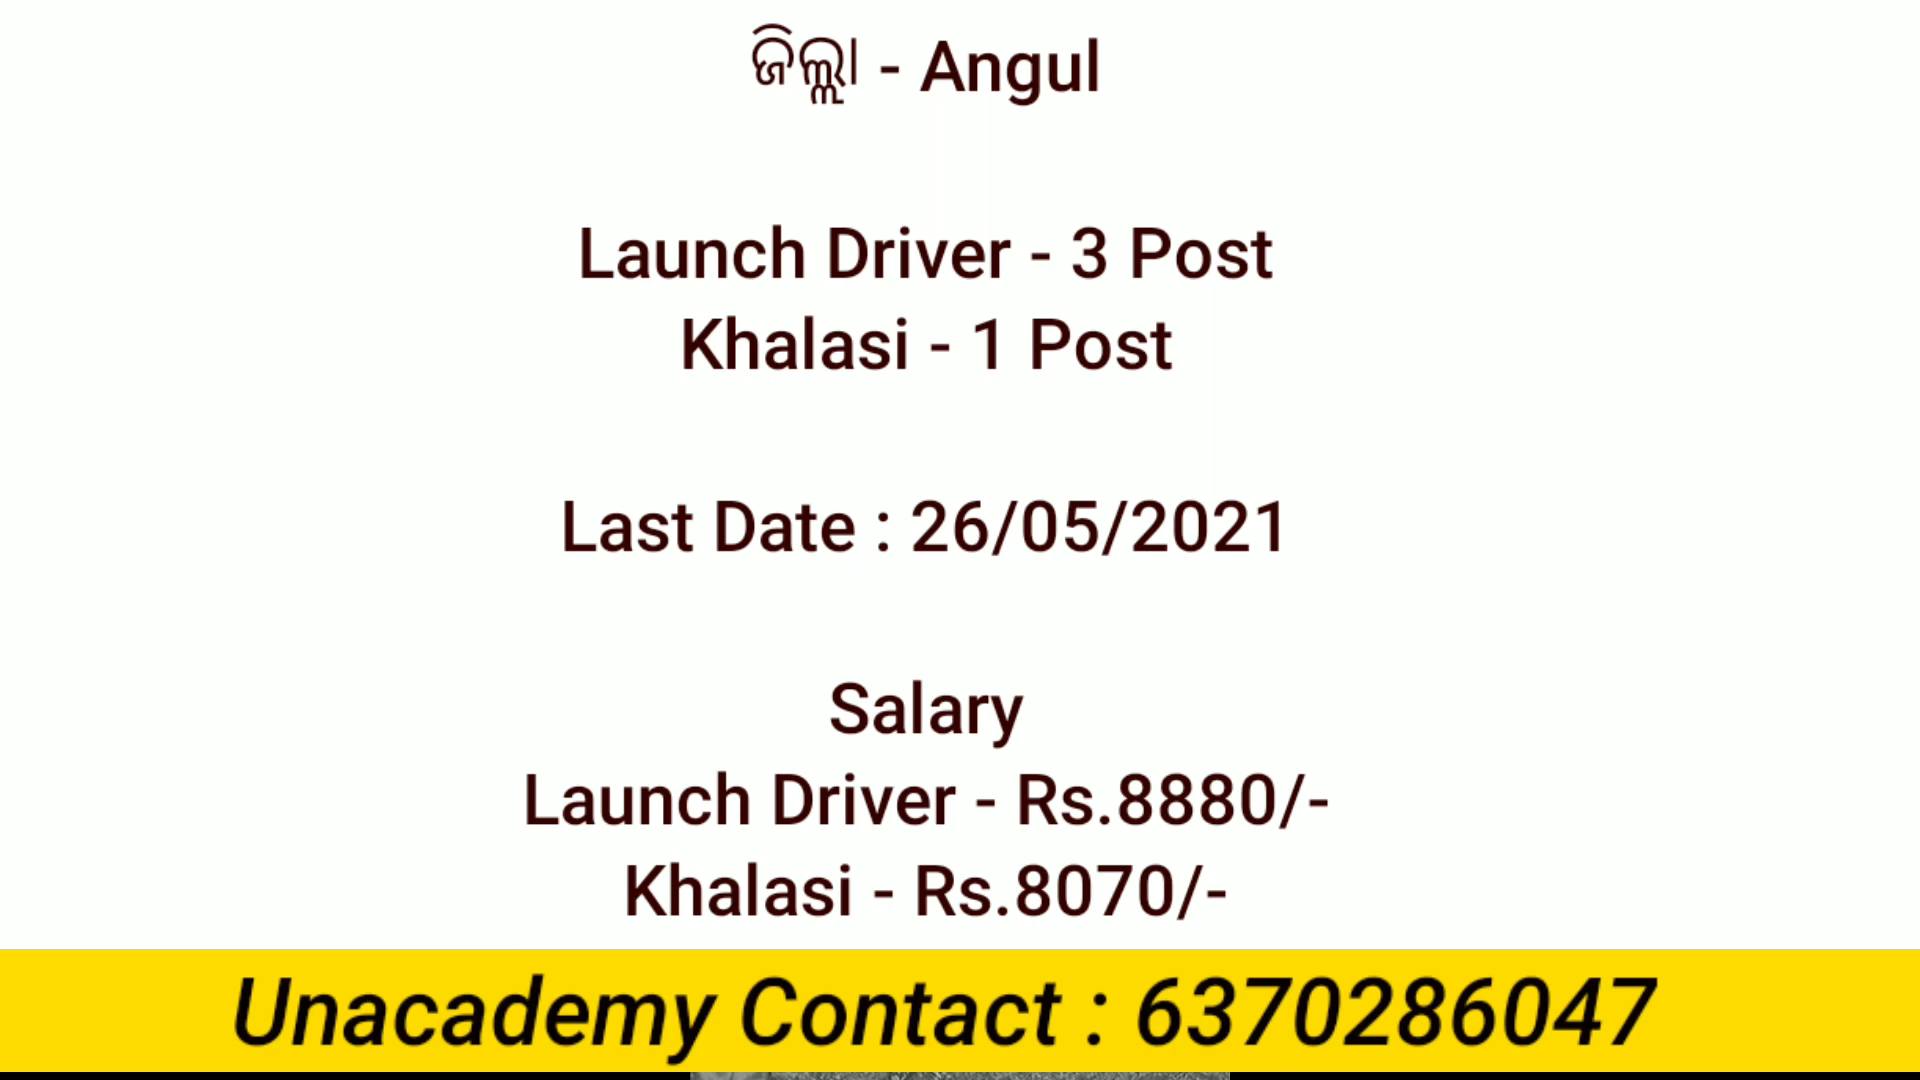 ଜିଲ୍ଲା - Angul
Launch Driver - 3 Post
Khalasi - 1 Post
Last Date : 26/05/2021
Salary
Launch Driver - Rs.8880/-
Khalasi - Rs.8070/-
Unacademy Contact : 6370286047